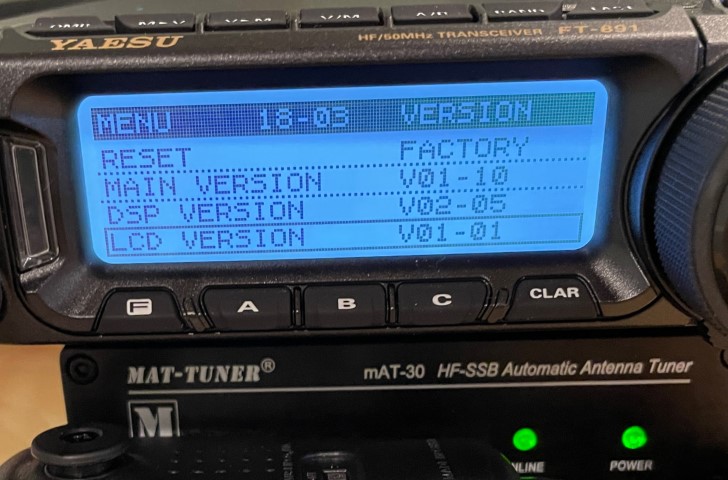 YAESU
HF/50MHz TRANSCEIVER FT-891
MENU 18-03 VERSION
RESET FACTORY
MAIN VERSION V01-10
DSP VERSION V02-05
LCD VERSION V01-01
F A B C CLAR
MAT-TUNER® mAT-30 HF-SSB Automatic Antenna Tuner
M
POWER